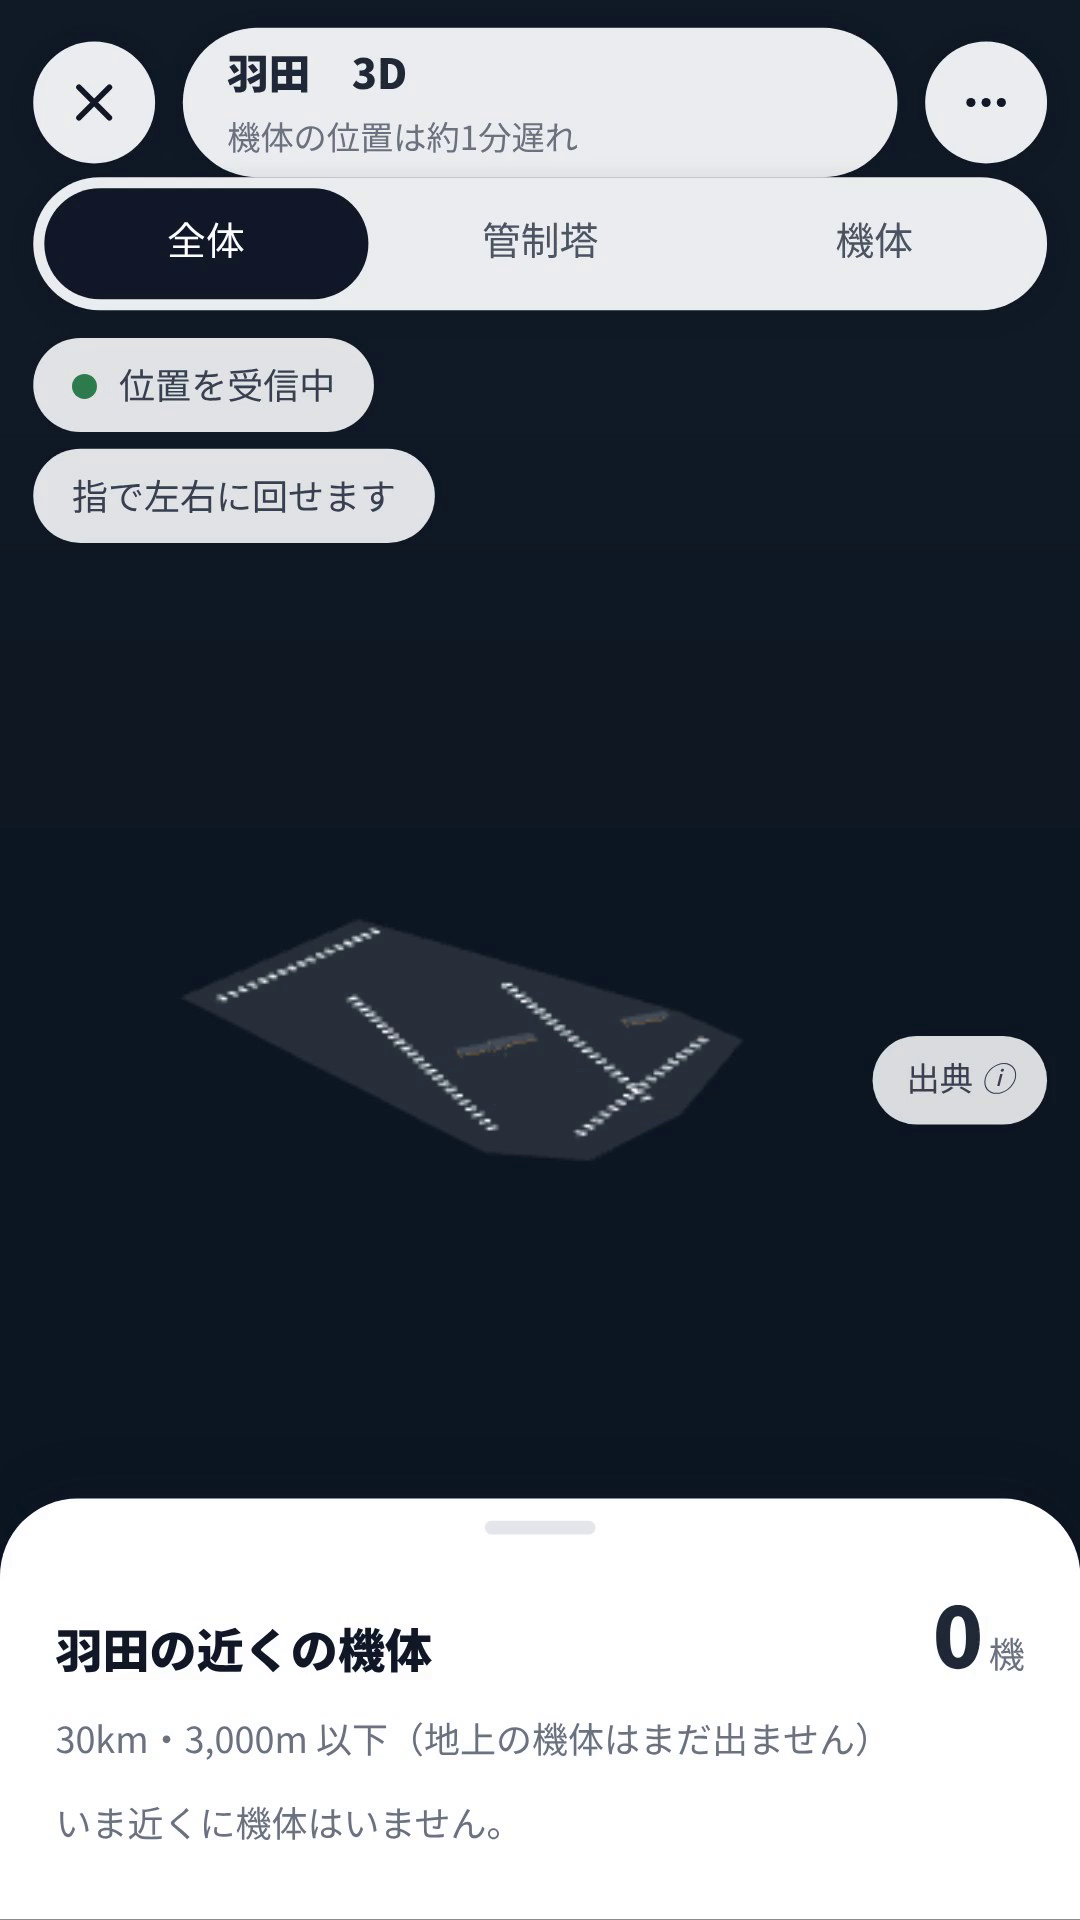 羽田　3D
機体の位置は約1分遅れ
全体
管制塔
機体
位置を受信中
指で左右に回せます
出典 ⓘ
羽田の近くの機体
0機
30km・3,000m 以下（地上の機体はまだ出ません）
いま近くに機体はいません。